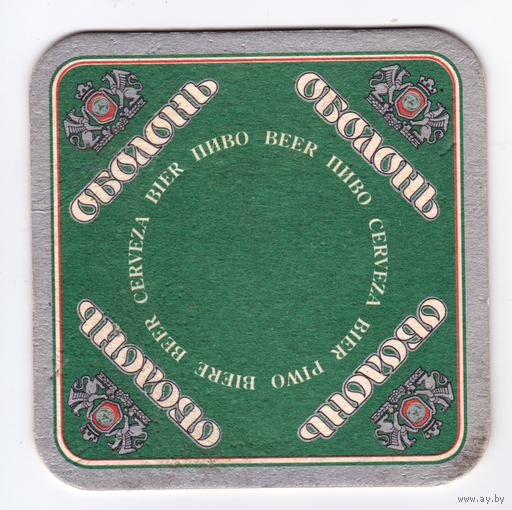 ОБОЛОНЬ
ОБОЛОНЬ
BEER ПИВО CERVEZA BIER PIWO BIERE BEER CERVEZA BIER ПИВО
ОБОЛОНЬ
ОБОЛОНЬ
www.ay.by